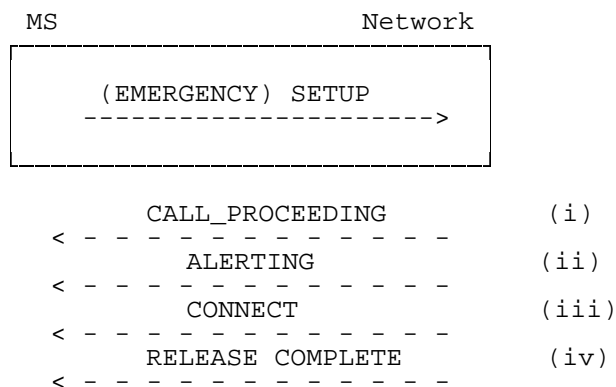 MS Network
(EMERGENCY) SETUP
CALL_PROCEEDING (i)
ALERTING (ii)
CONNECT (iii)
RELEASE COMPLETE (iv)